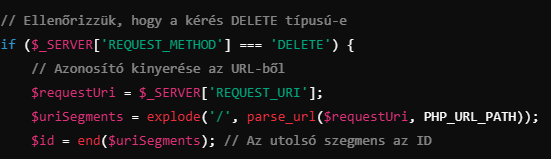 // Ellenőrizzük, hogy a kérés DELETE típusú-e
if ($_SERVER['REQUEST_METHOD'] === 'DELETE') {
    // Azonosító kinyerése az URL-ből
    $requestUri = $_SERVER['REQUEST_URI'];
    $uriSegments = explode('/', parse_url($requestUri, PHP_URL_PATH));
    $id = end($uriSegments); // Az utolsó szegmens az ID